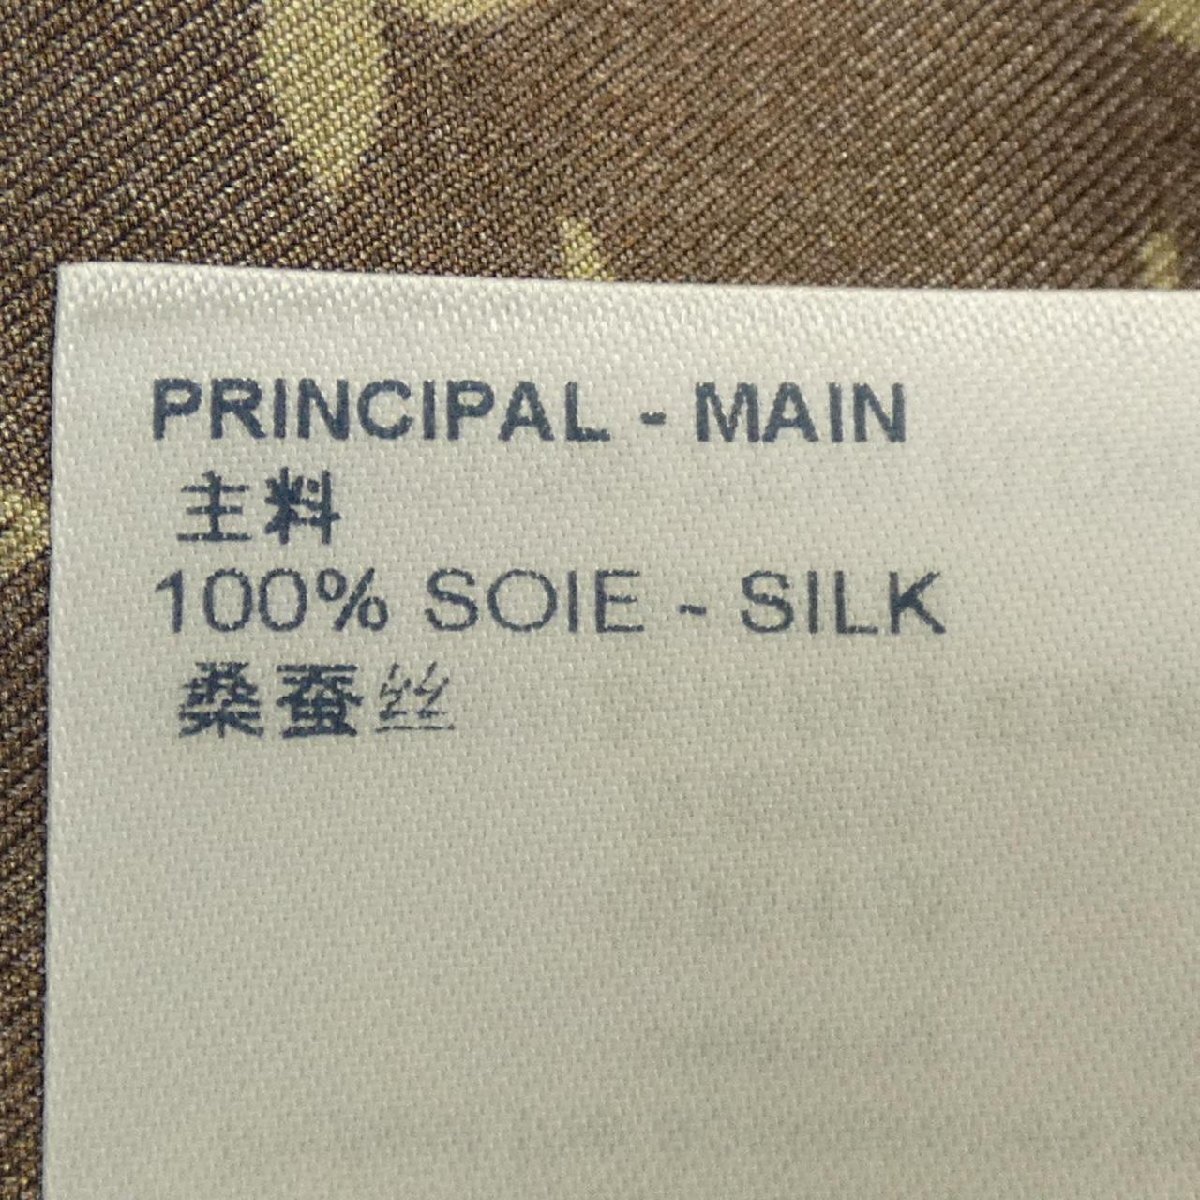 PRINCIPAL - MAIN
主料
100% SOIE - SILK
桑蚕丝